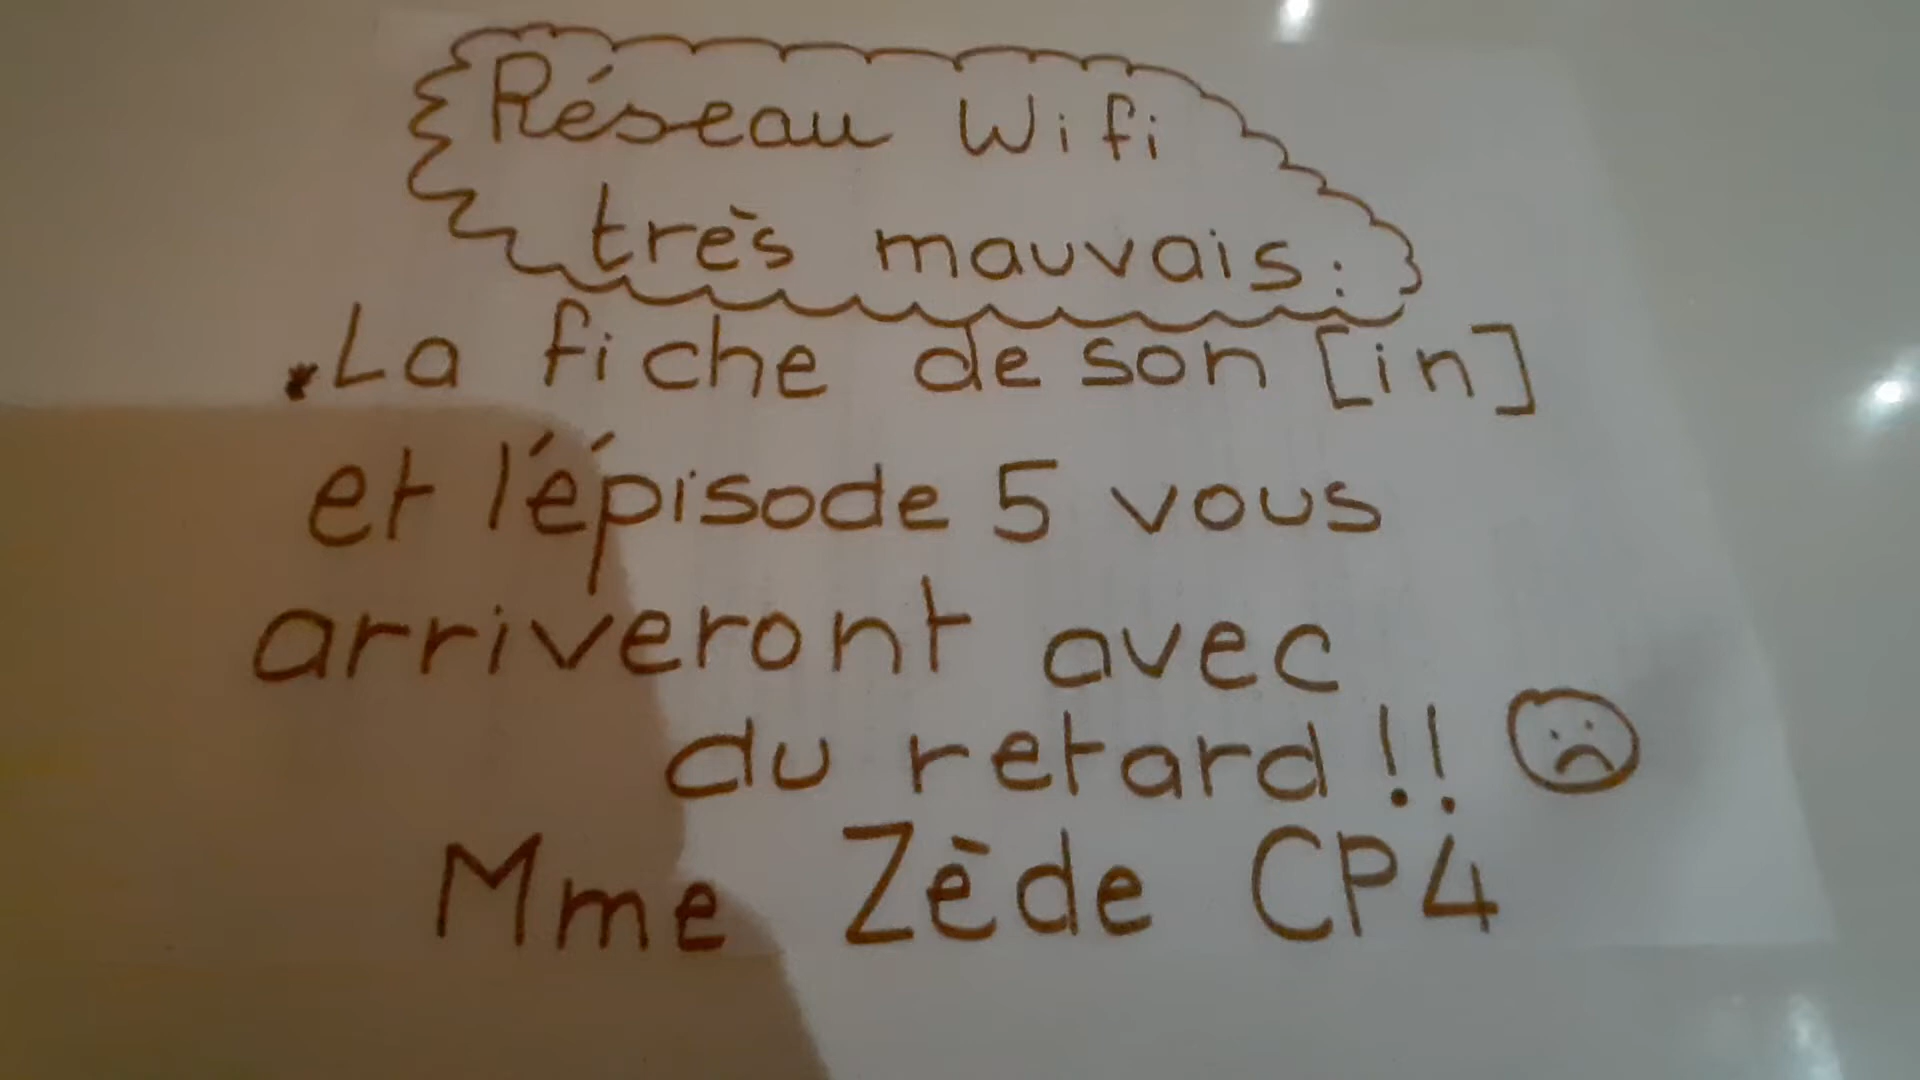 Réseau Wifi
très mauvais :
. La fiche de son [in]
et l'épisode 5 vous
arriveront avec
du retard !!
Mme Zède CP4